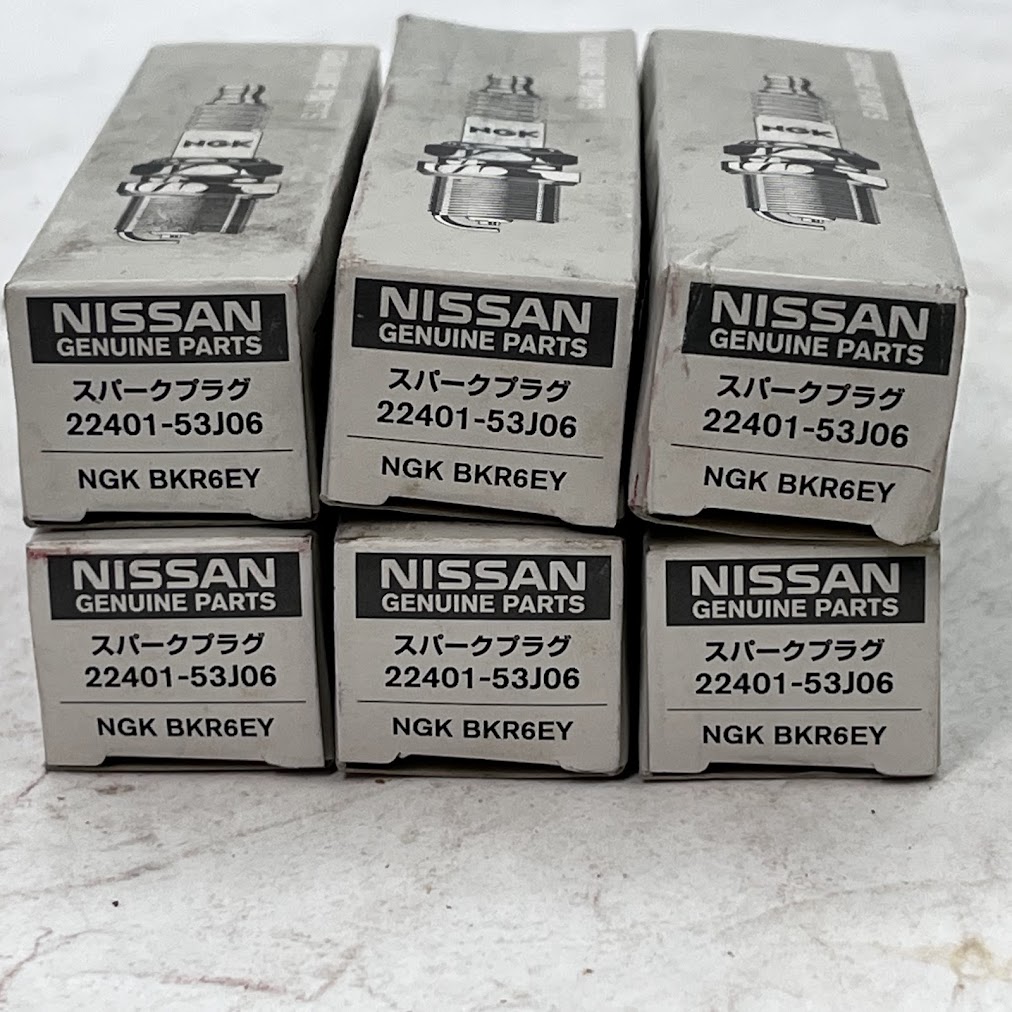 NGK
NISSAN
GENUINE PARTS
スパークプラグ
22401-53J06
NGK BKR6EY
NGK
NISSAN
GENUINE PARTS
スパークプラグ
22401-53J06
NGK BKR6EY
NGK
NISSAN
GENUINE PARTS
スパークプラグ
22401-53J06
NGK BKR6EY
NISSAN
GENUINE PARTS
スパークプラグ
22401-53J06
NGK BKR6EY
NISSAN
GENUINE PARTS
スパークプラグ
22401-53J06
NGK BKR6EY
NISSAN
GENUINE PARTS
スパークプラグ
22401-53J06
NGK BKR6EY